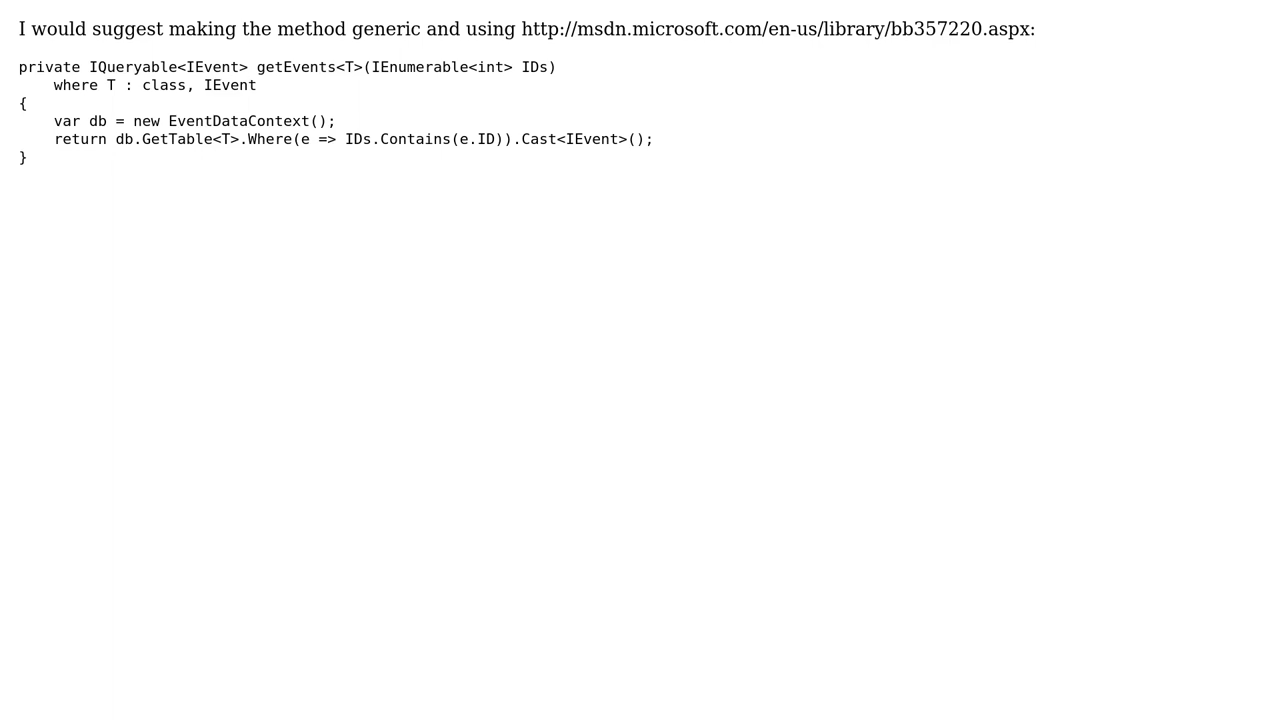 I would suggest making the method generic and using http://msdn.microsoft.com/en-us/library/bb357220.aspx:
private IQueryable<IEvent> getEvents<T>(IEnumerable<int> IDs)
    where T : class, IEvent
{
    var db = new EventDataContext();
    return db.GetTable<T>.Where(e => IDs.Contains(e.ID)).Cast<IEvent>();
}